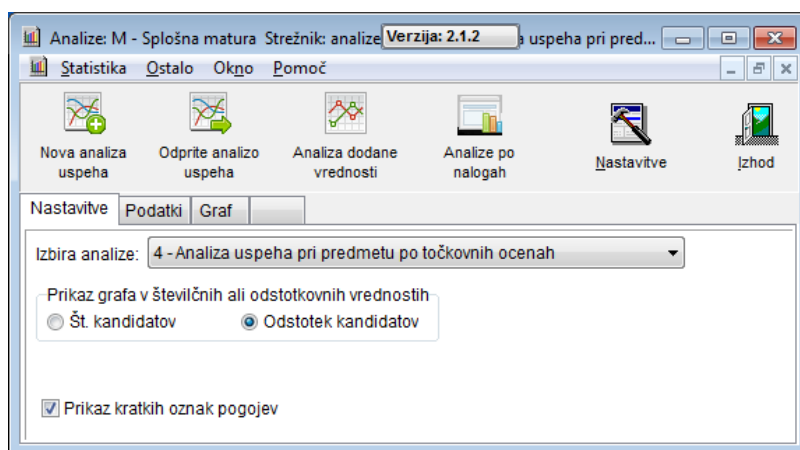 Analize: M - Splošna matura Strežnik: analize Verzija: 2.1.2 uspeha pri pred...
Statistika Ostalo Okno Pomoč
Nova analiza uspeha
Odprite analizo uspeha
Analiza dodane vrednosti
Analize po nalogah
Nastavitve
Izhod
Nastavitve Podatki Graf
Izbira analize: 4 - Analiza uspeha pri predmetu po točkovnih ocenah
Prikaz grafa v številčnih ali odstotkovnih vrednostih
Št. kandidatov Odstotek kandidatov
Prikaz kratkih oznak pogojev